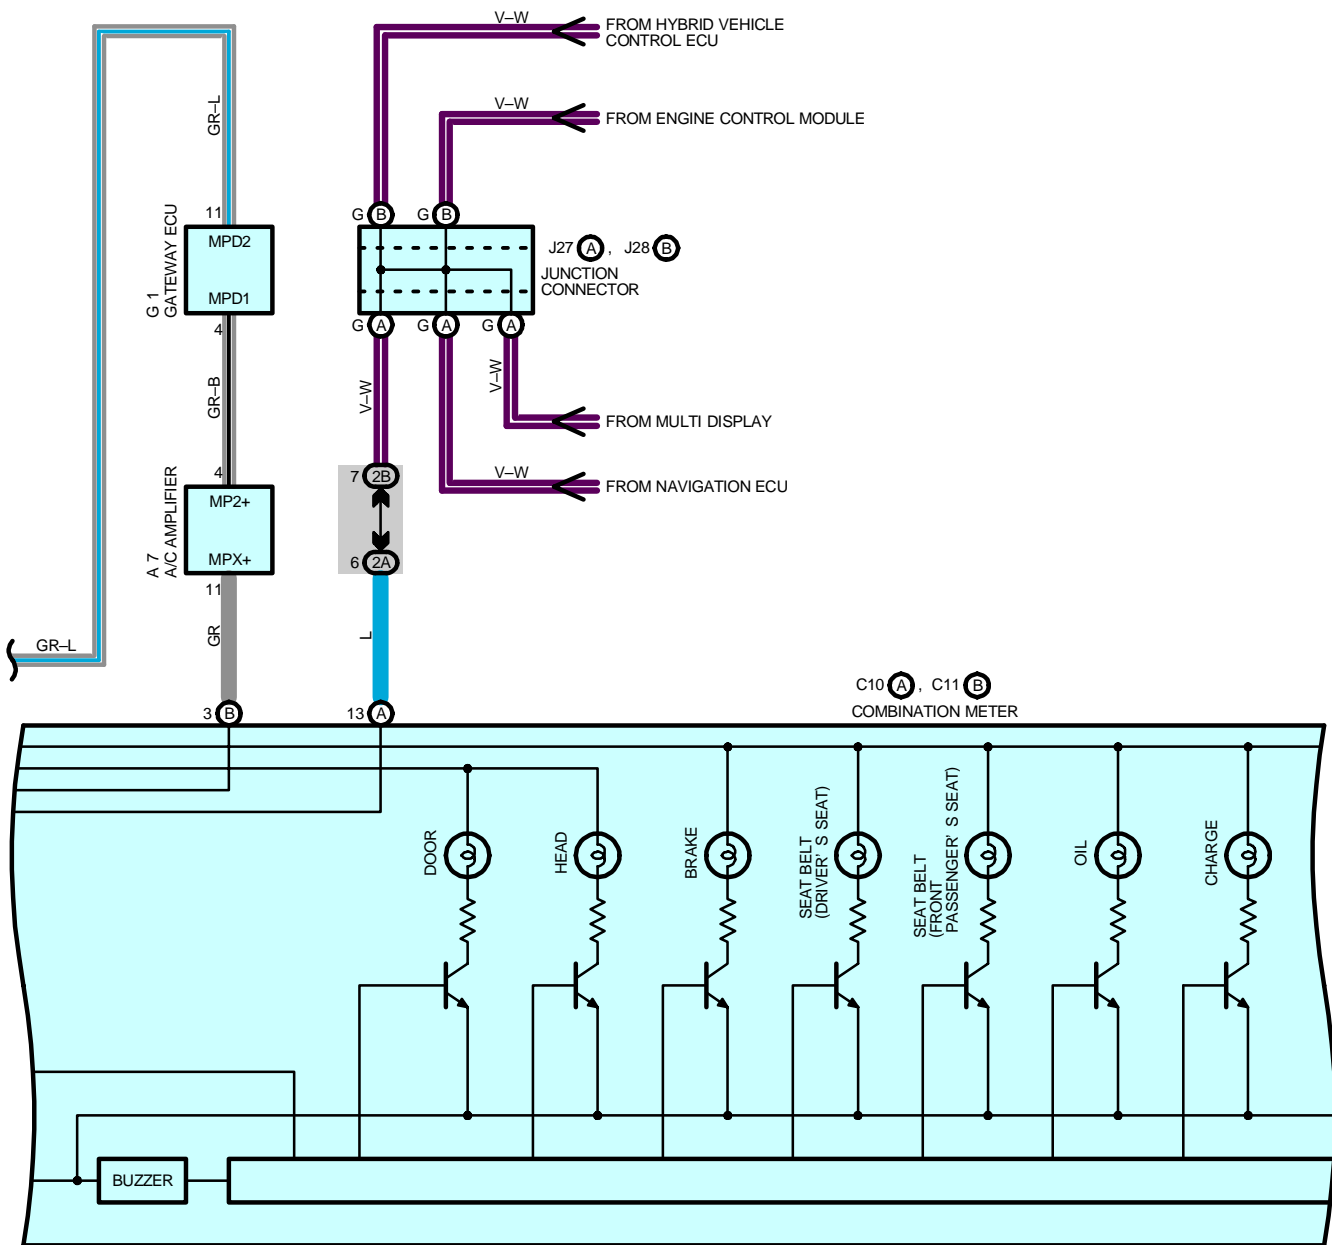 V–W
FROM HYBRID VEHICLE
CONTROL ECU
GR–L
V–W
FROM ENGINE CONTROL MODULE
11
G B
G B
MPD2
G 1
GATEWAY ECU
J27 A , J28 B
JUNCTION
CONNECTOR
MPD1
4
G A
G A
G A
GR–B
V–W
V–W
FROM MULTI DISPLAY
4
7 2B
V–W
FROM NAVIGATION ECU
MP2+
A 7
A/C AMPLIFIER
MPX+
6 2A
11
GR
L
GR–L
C10 A , C11 B
COMBINATION METER
3 B
13 A
DOOR
HEAD
BRAKE
SEAT BELT
(DRIVER' S SEAT)
SEAT BELT
(FRONT
PASSENGER' S SEAT)
OIL
CHARGE
BUZZER